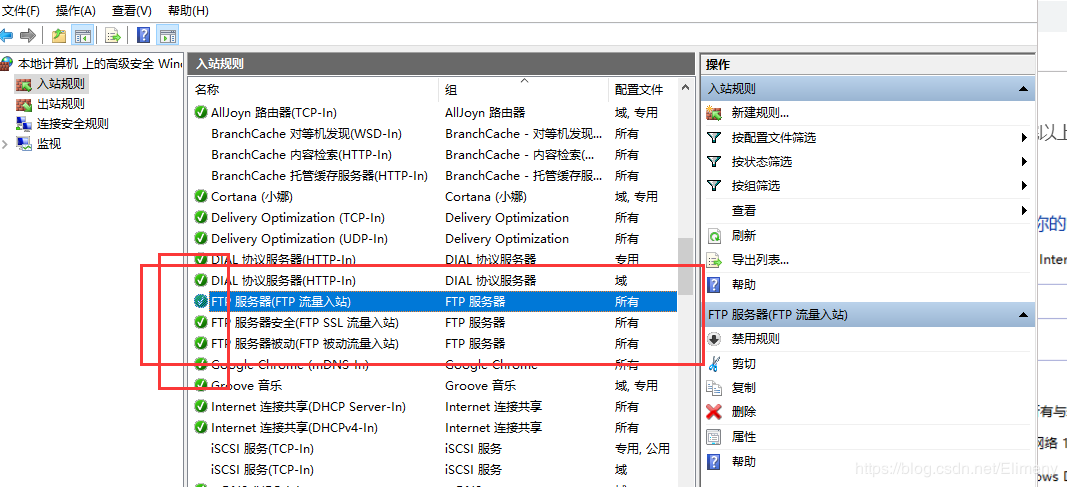 文件(F) 操作(A) 查看(V) 帮助(H)
本地计算机 上的高级安全 Win
入站规则
出站规则
连接安全规则
监视
入站规则
名称 组 配置文件
AllJoyn 路由器(TCP-In) AllJoyn 路由器 域, 专用
BranchCache 对等机发现(WSD-In) BranchCache - 对等机发现... 所有
BranchCache 内容检索(HTTP-In) BranchCache - 内容检索(... 所有
BranchCache 托管缓存服务器(HTTP-In) BranchCache - 托管缓存服... 所有
Cortana (小娜) Cortana (小娜) 域, 专用
Delivery Optimization (TCP-In) Delivery Optimization 所有
Delivery Optimization (UDP-In) Delivery Optimization 所有
DIAL 协议服务器(HTTP-In) DIAL 协议服务器 专用
DIAL 协议服务器(HTTP-In) DIAL 协议服务器 域
FTP 服务器(FTP 流量入站) FTP 服务器 所有
FTP 服务器安全(FTP SSL 流量入站) FTP 服务器 所有
FTP 服务器被动(FTP 被动流量入站) FTP 服务器 所有
Google Chrome (mDNS-In) Google Chrome 所有
Groove 音乐 Groove 音乐 域, 专用
Internet 连接共享(DHCP Server-In) Internet 连接共享 所有
Internet 连接共享(DHCPv4-In) Internet 连接共享 所有
iSCSI 服务(TCP-In) iSCSI 服务 专用, 公用
iSCSI 服务(TCP-In) iSCSI 服务 域
操作
入站规则
新建规则...
按配置文件筛选
按状态筛选
按组筛选
查看
刷新
导出列表...
帮助
FTP 服务器(FTP 流量入站)
禁用规则
剪切
复制
删除
属性
帮助
以上
你的
Inter
有与
网络 1
ows D
https://blog.csdn.net/Elimeny